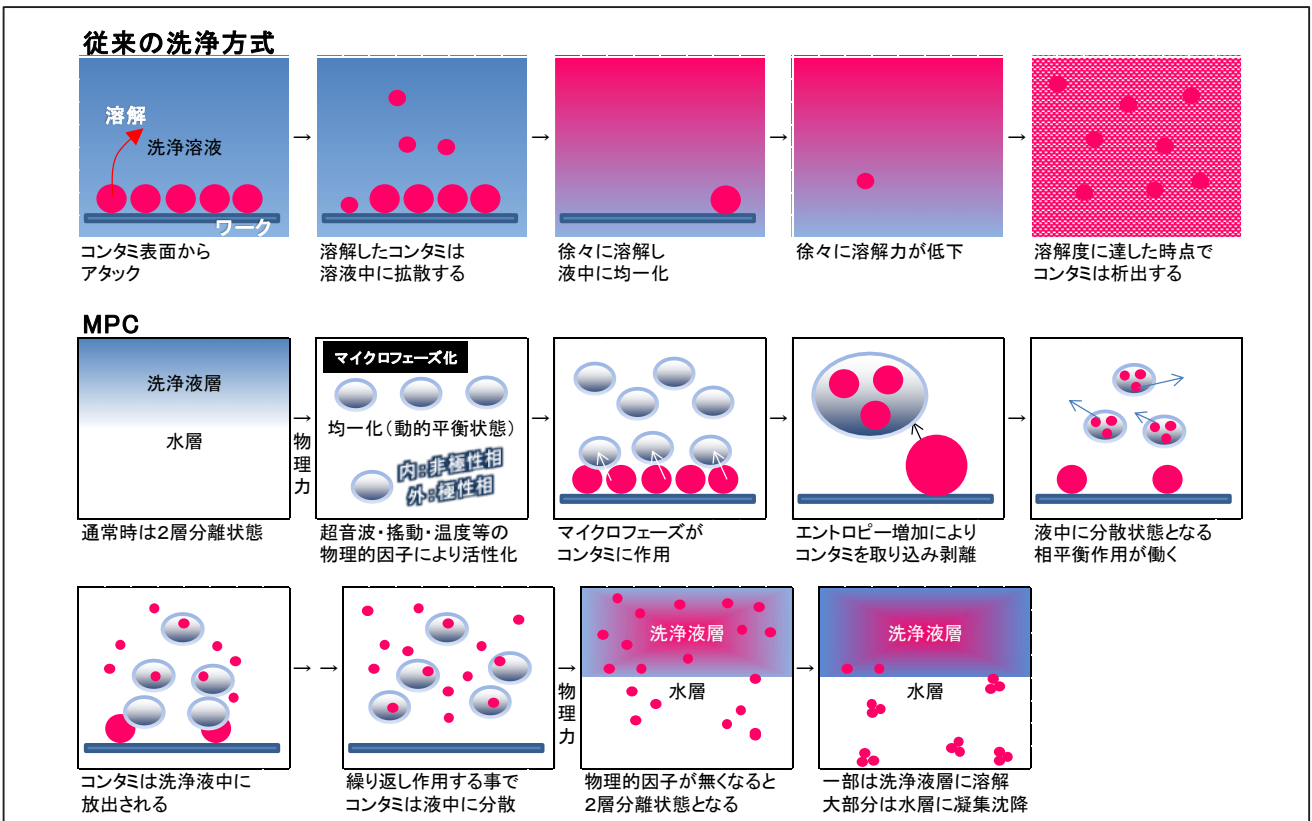 従来の洗浄方式
溶解
洗浄溶液
ワーク
→
→
→
→
コンタミ表面から
アタック
溶解したコンタミは
溶液中に拡散する
徐々に溶解し
液中に均一化
徐々に溶解力が低下
溶解度に達した時点で
コンタミは析出する
MPC
洗浄液層
水層
→
物理力
マイクロフェーズ化
均一化(動的平衡状態)
内:非極性相
外:極性相
→
→
→
通常時は2層分離状態
超音波・搖動・温度等の
物理的因子により活性化
マイクロフェーズが
コンタミに作用
エントロピー増加により
コンタミを取り込み剥離
液中に分散状態となる
相平衡作用が働く
→→
→
物理力
洗浄液層
水層
→
洗浄液層
水層
コンタミは洗浄液中に
放出される
繰り返し作用する事で
コンタミは液中に分散
物理的因子が無くなると
2層分離状態となる
一部は洗浄液層に溶解
大部分は水層に凝集沈降